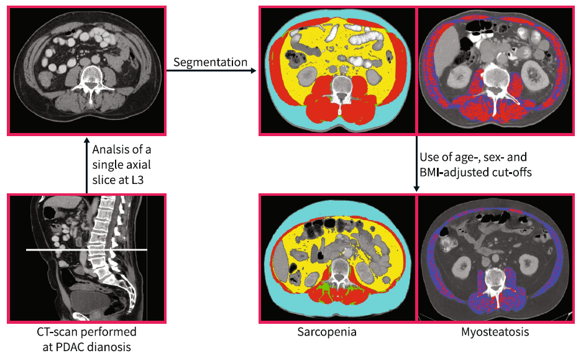 Segmentation
Analsis of a
single axial
slice at L3
Use of age-, sex- and
BMI-adjusted cut-offs
CT-scan performed
at PDAC dianosis
Sarcopenia
Myosteatosis